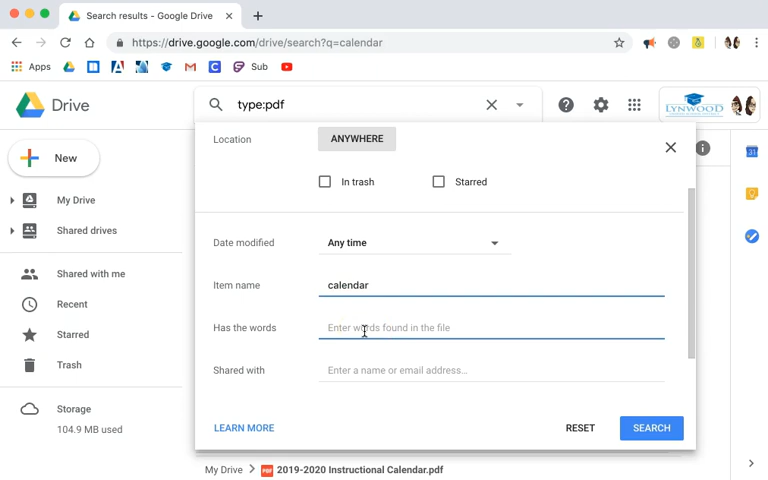 Search results - Google Drive
https://drive.google.com/drive/search?q=calendar
Apps
Sub
Drive
type:pdf
LYNWOOD
New
My Drive
Shared drives
Shared with me
Recent
Starred
Trash
Storage
104.9 MB used
Location
ANYWHERE
In trash
Starred
Date modified
Any time
Item name
calendar
Has the words
Enter words found in the file
Shared with
Enter a name or email address...
LEARN MORE
RESET
SEARCH
My Drive
PDF
2019-2020 Instructional Calendar.pdf
31